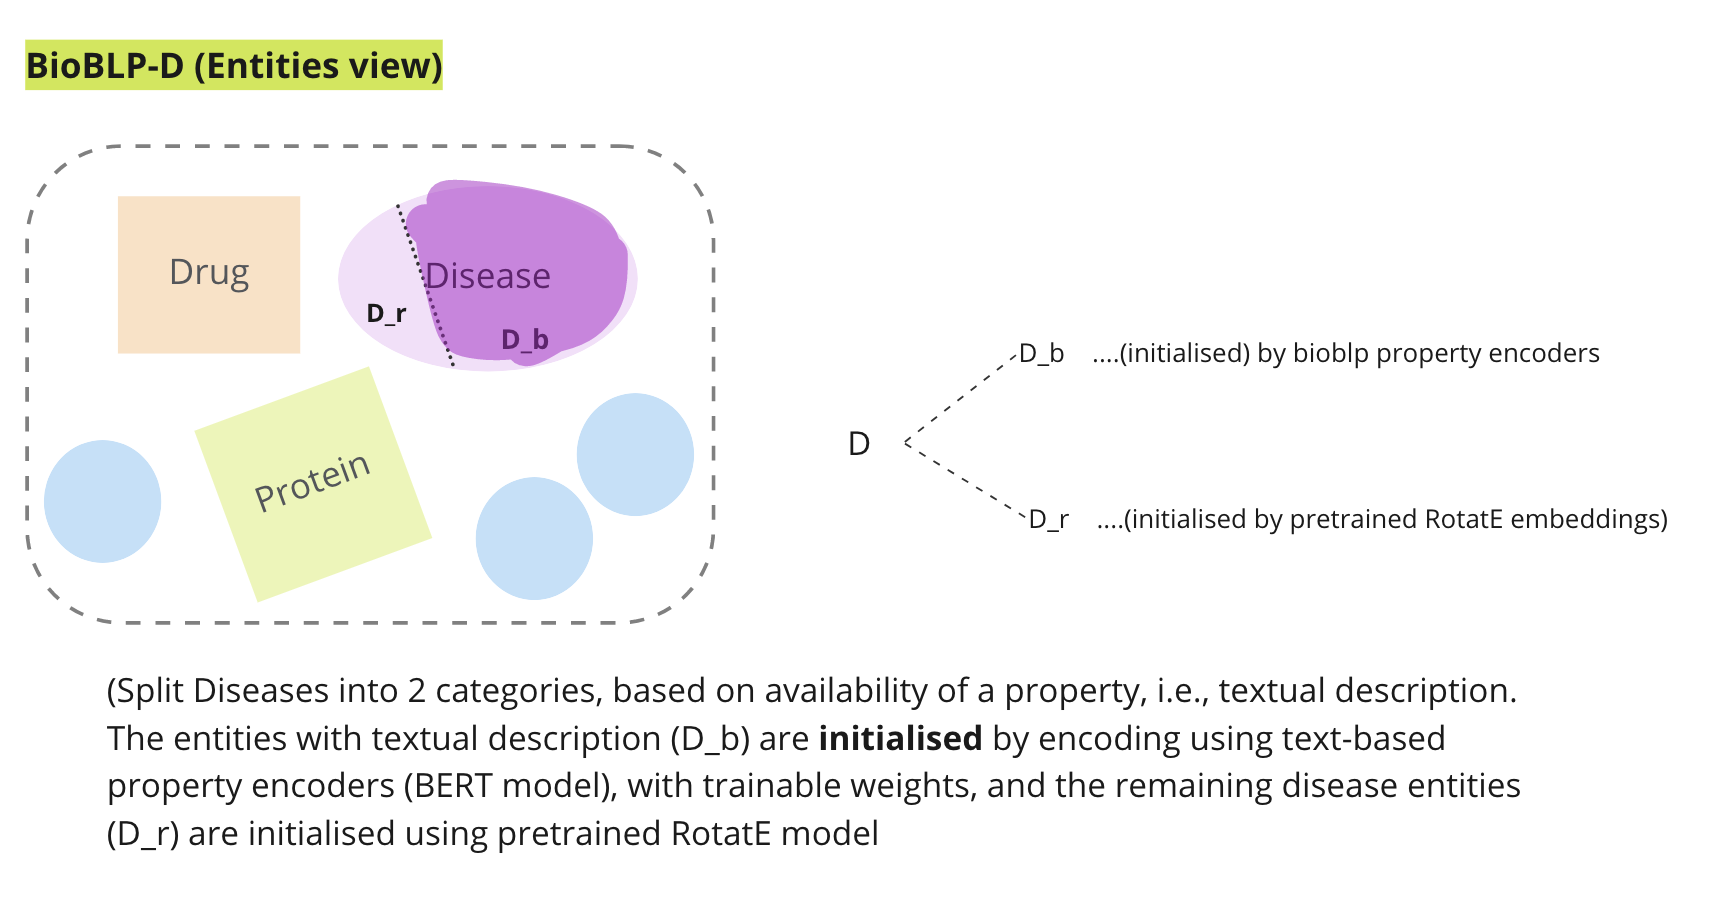 BioBLP-D (Entities view)
Drug
Disease
D_r
D_b
Protein
D
D_b ....(initialised) by bioblp property encoders
D_r ....(initialised by pretrained RotatE embeddings)
(Split Diseases into 2 categories, based on availability of a property, i.e., textual description.
The entities with textual description (D_b) are initialised by encoding using text-based
property encoders (BERT model), with trainable weights, and the remaining disease entities
(D_r) are initialised using pretrained RotatE model